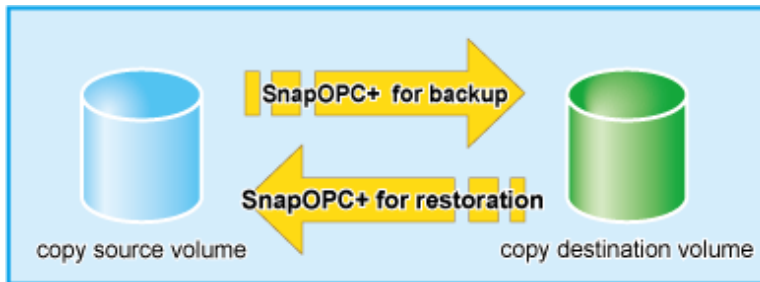 SnapOPC+ for backup
SnapOPC+ for restoration
copy source volume
copy destination volume